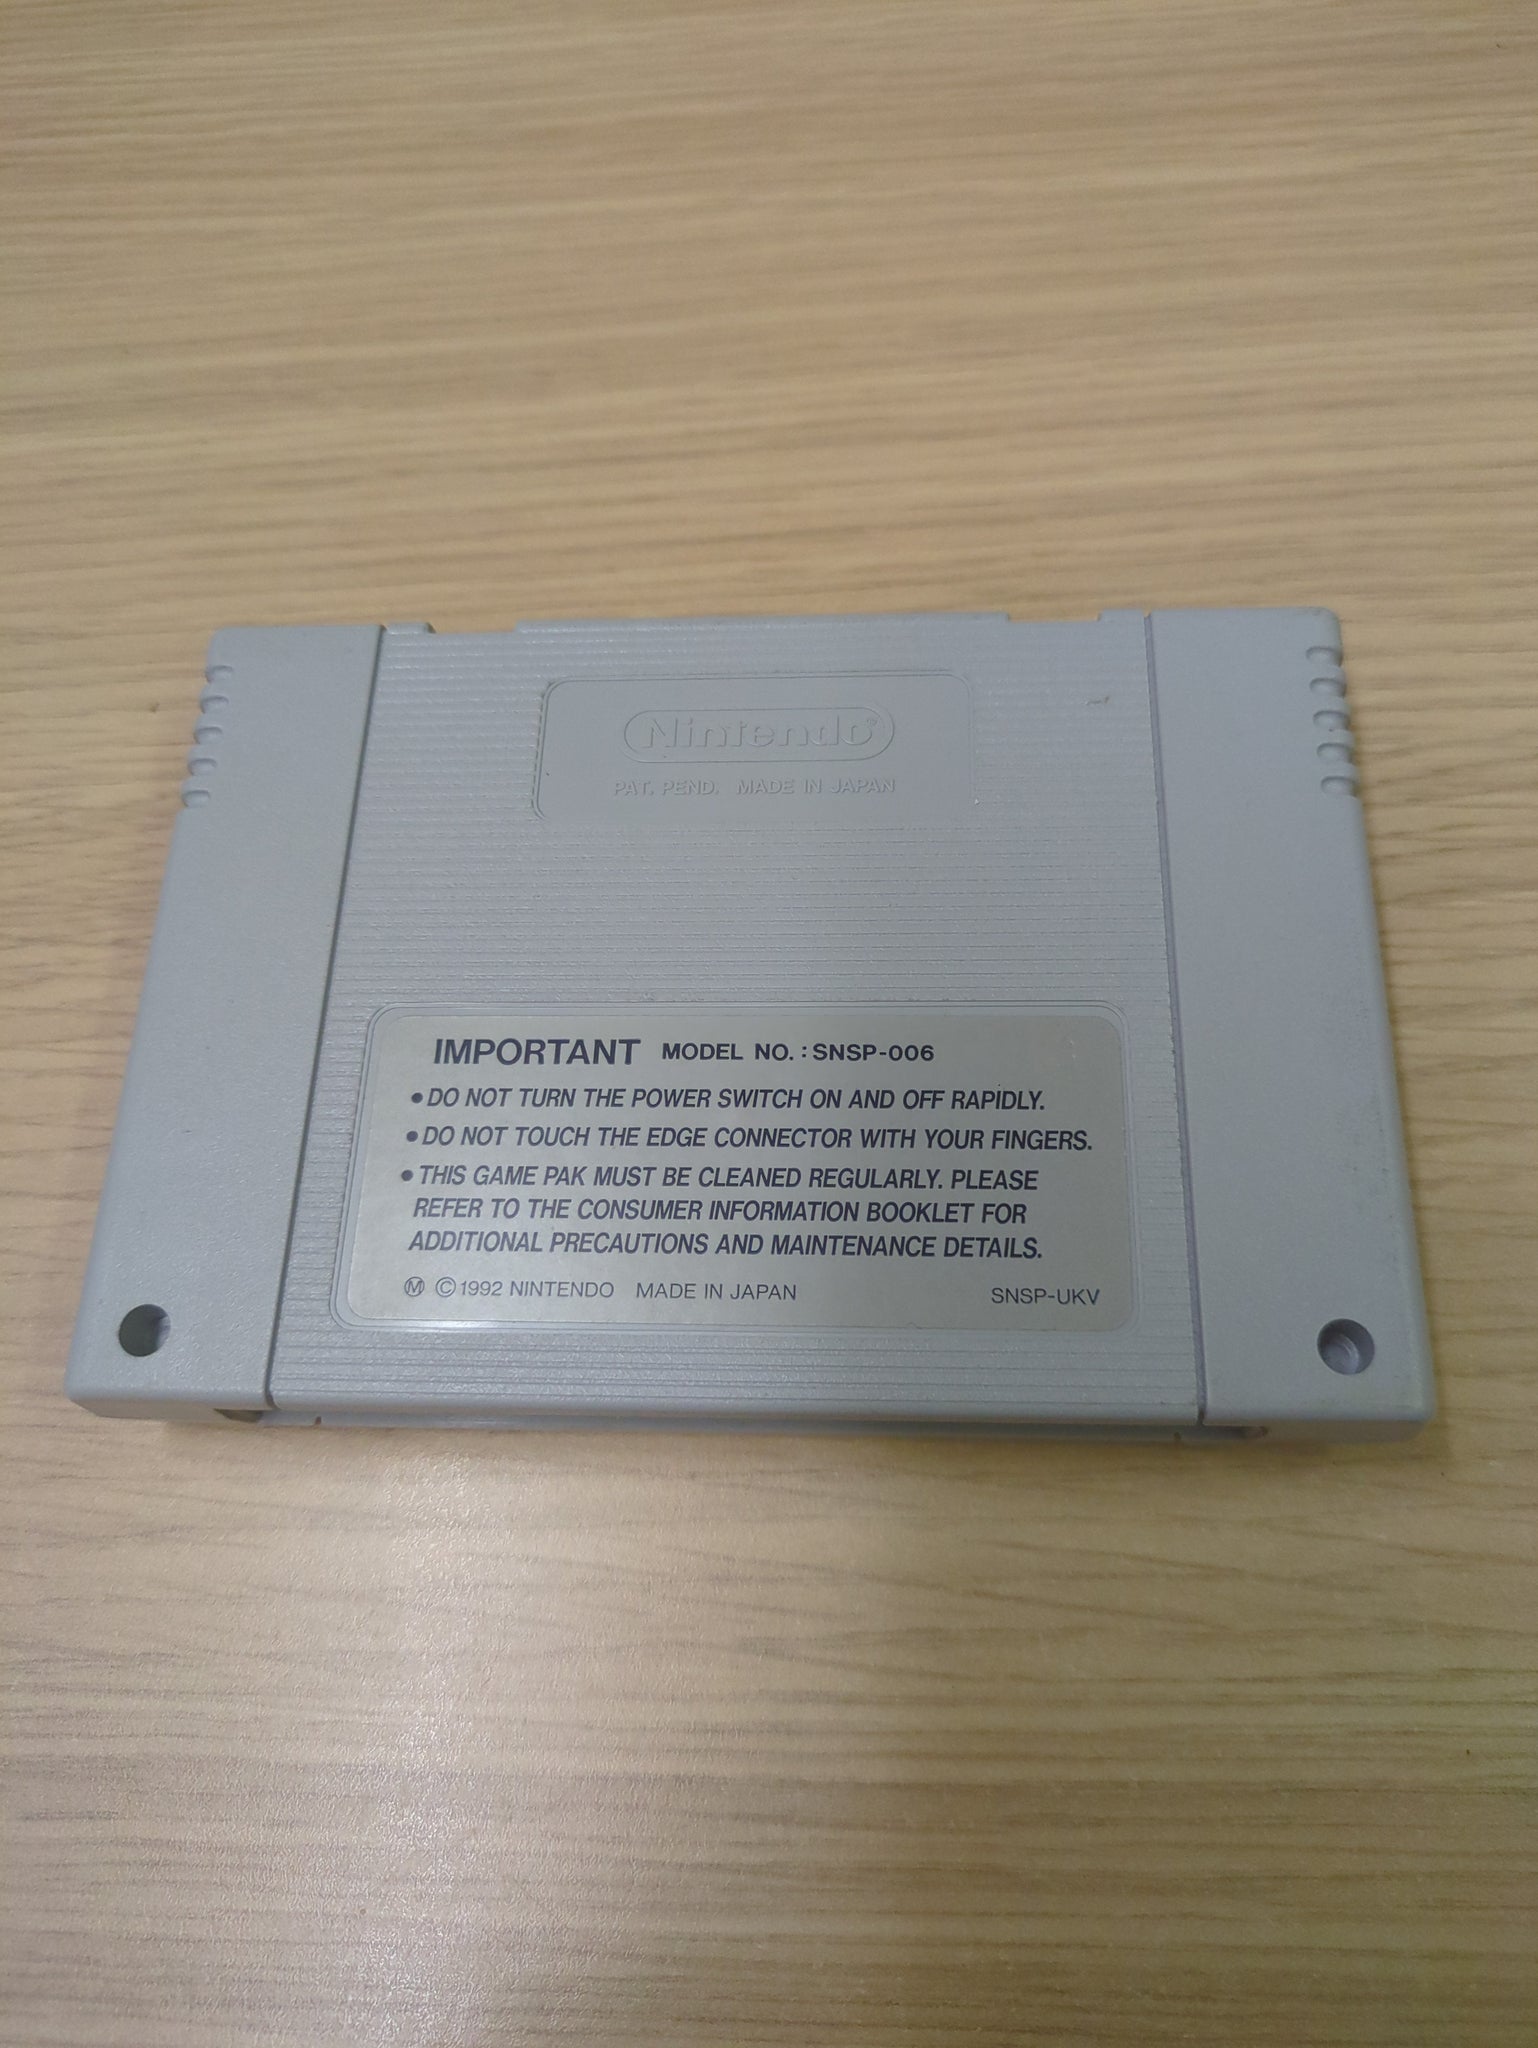 Nintendo®
PAT. PEND. MADE IN JAPAN
IMPORTANT MODEL NO. : SNSP-006
● DO NOT TURN THE POWER SWITCH ON AND OFF RAPIDLY.
● DO NOT TOUCH THE EDGE CONNECTOR WITH YOUR FINGERS.
● THIS GAME PAK MUST BE CLEANED REGULARLY. PLEASE
REFER TO THE CONSUMER INFORMATION BOOKLET FOR
ADDITIONAL PRECAUTIONS AND MAINTENANCE DETAILS.
Ⓜ ©1992 NINTENDO MADE IN JAPAN SNSP-UKV